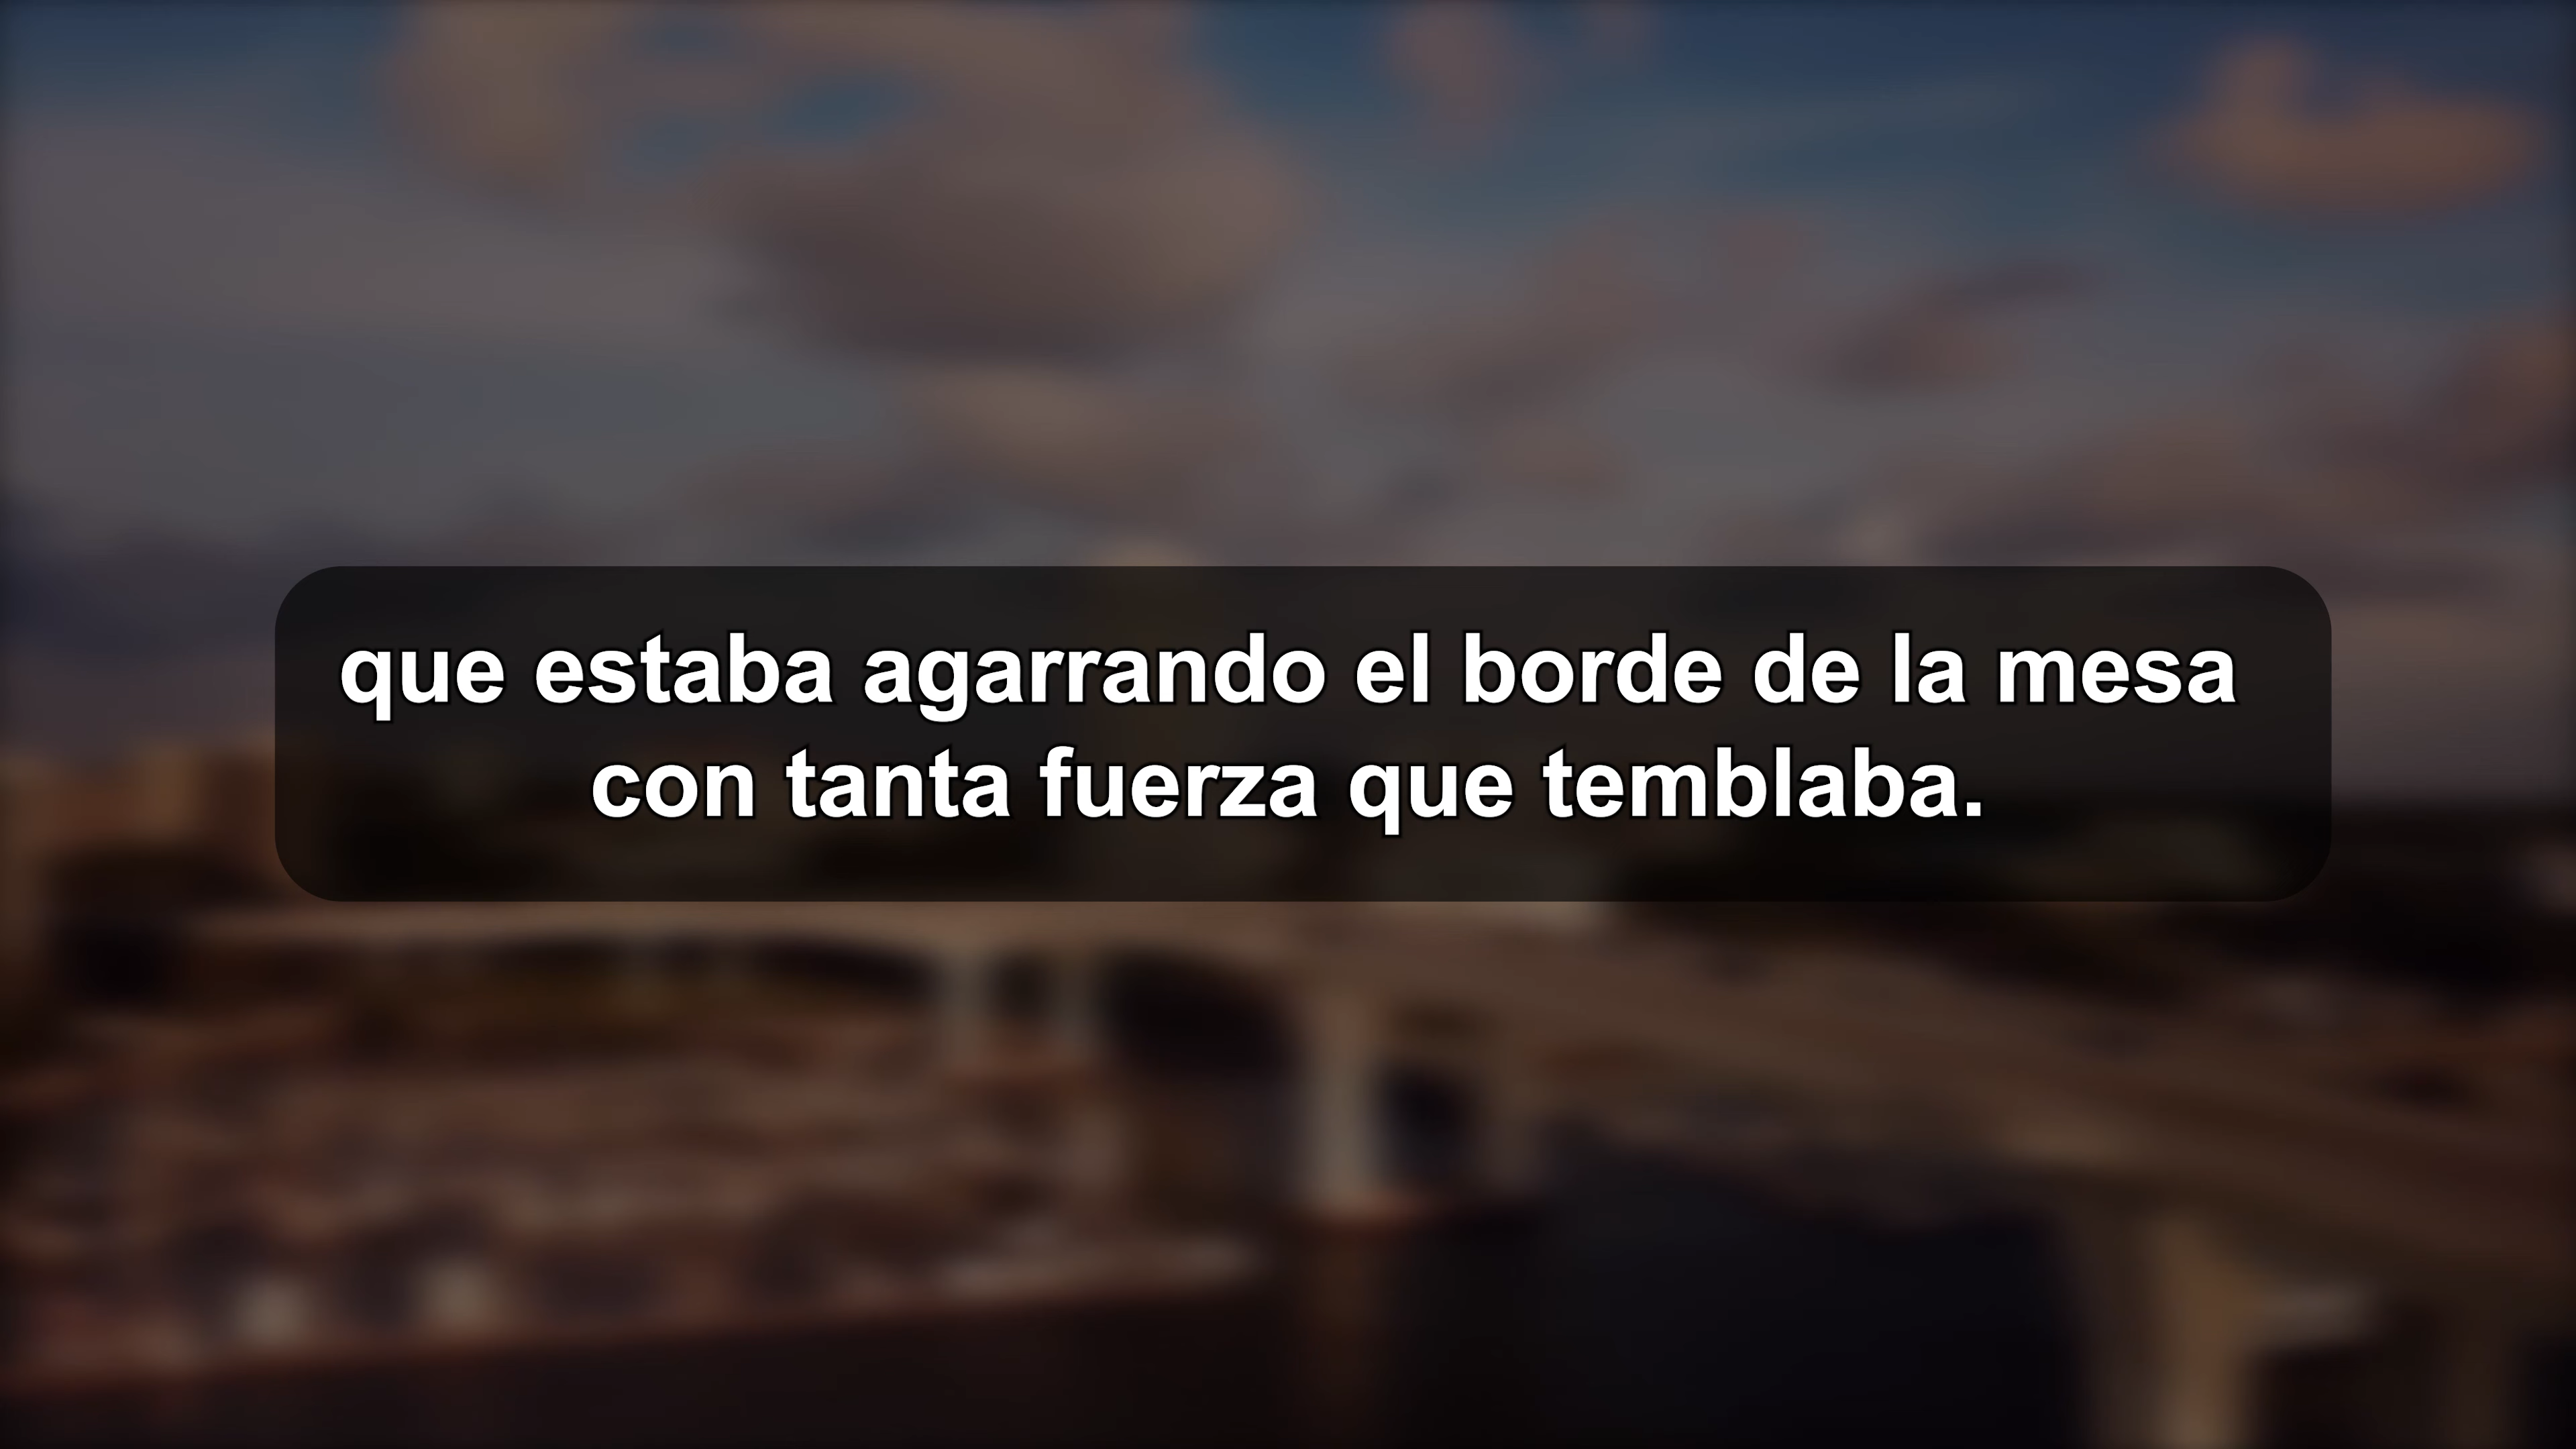 que estaba agarrando el borde de la mesa
con tanta fuerza que temblaba.